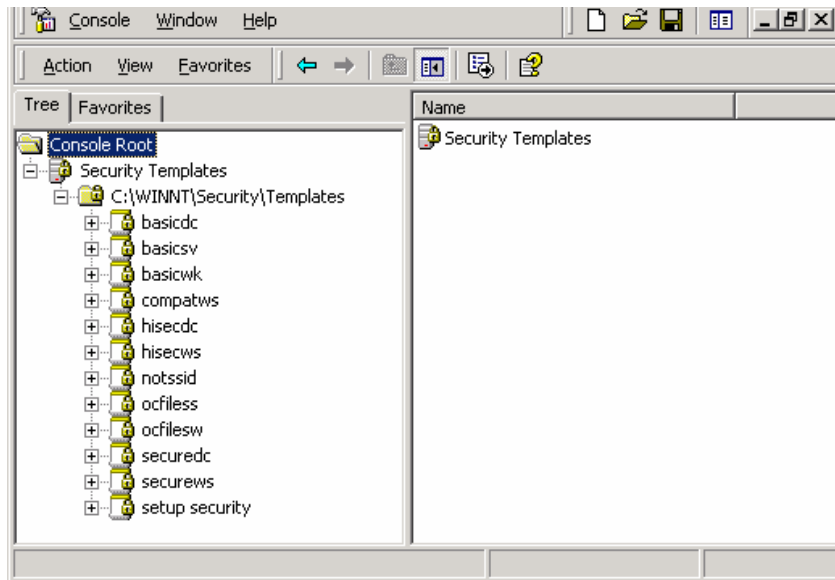 Console Window Help
Action View Favorites
Tree Favorites
Name
Console Root
Security Templates
Security Templates
C:\WINNT\Security\Templates
basicdc
basicsv
basicwk
compatws
hisecdc
hisecws
notssid
ocfiless
ocfilesw
securedc
securews
setup security